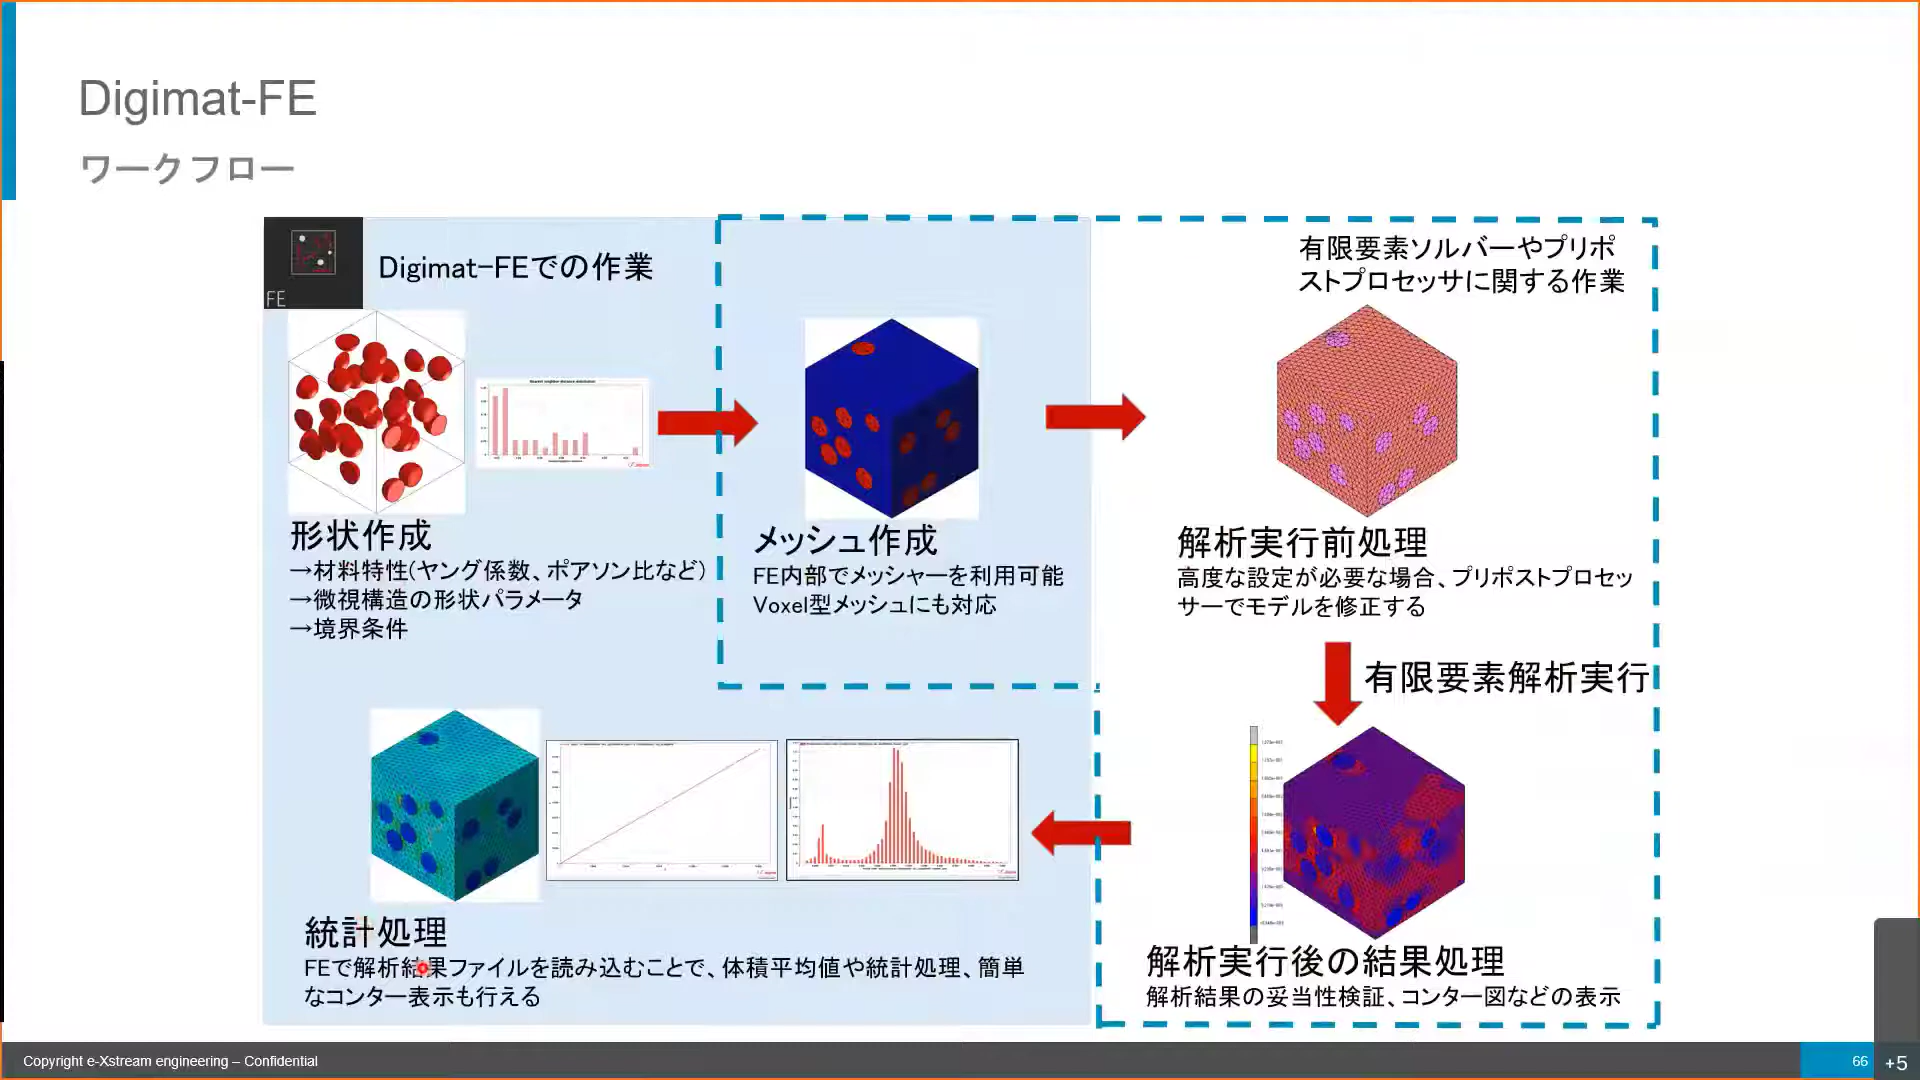 Digimat-FE
ワークフロー
FE
Digimat-FEでの作業
有限要素ソルバーやプリポ
ストプロセッサに関する作業
形状作成
→材料特性(ヤング係数、ポアソン比など)
→微視構造の形状パラメータ
→境界条件
メッシュ作成
FE内部でメッシャーを利用可能
Voxel型メッシュにも対応
解析実行前処理
高度な設定が必要な場合、プリポストプロセッ
サーでモデルを修正する
有限要素解析実行
統計処理
FEで解析結果ファイルを読み込むことで、体積平均値や統計処理、簡単
なコンター表示も行える
解析実行後の結果処理
解析結果の妥当性検証、コンター図などの表示
Copyright e-Xstream engineering – Confidential
66
+5